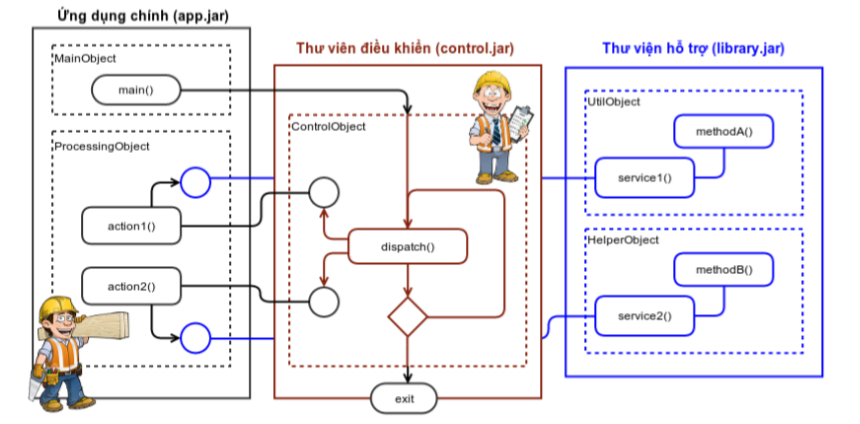 Ứng dụng chính (app.jar)
Thư viên điều khiển (control.jar)
Thư viện hỗ trợ (library.jar)
MainObject
main()
ProcessingObject
action1()
action2()
ControlObject
dispatch()
exit
UtilObject
methodA()
service1()
HelperObject
methodB()
service2()